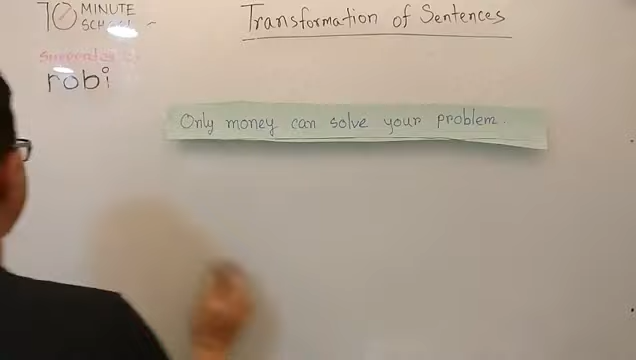 10 MINUTE
SCHOOL
Transformation of Sentences
robi
Only money can solve your problem.